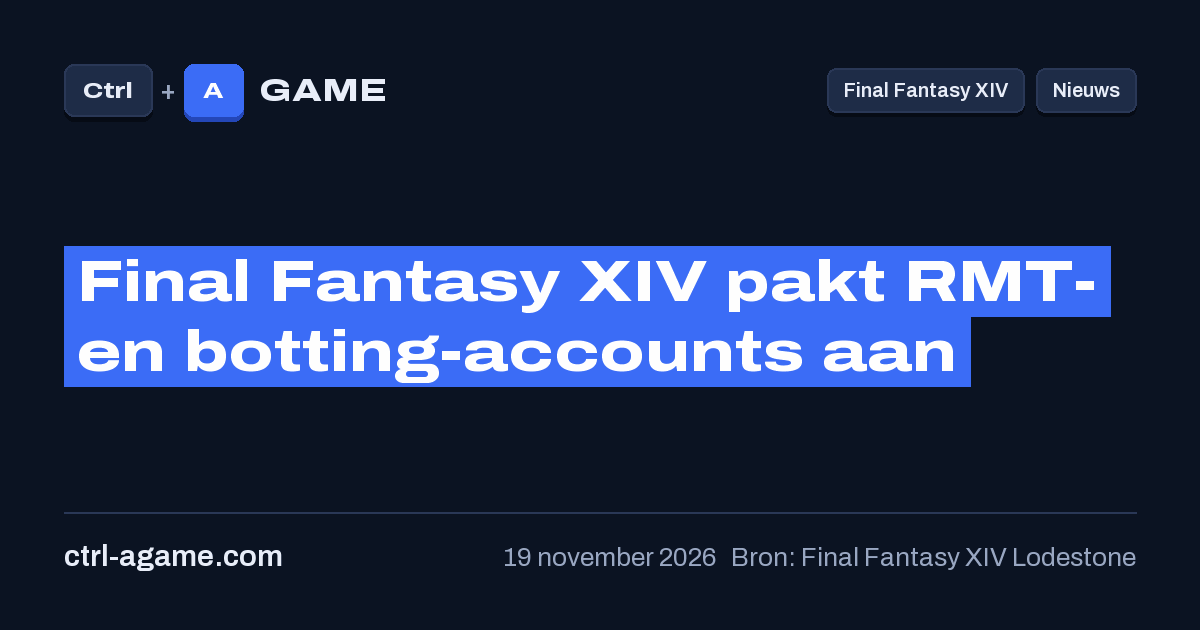 Ctrl + A GAME
Final Fantasy XIV Nieuws
Final Fantasy XIV pakt RMT-
en botting-accounts aan
ctrl-agame.com
19 november 2026 Bron: Final Fantasy XIV Lodestone